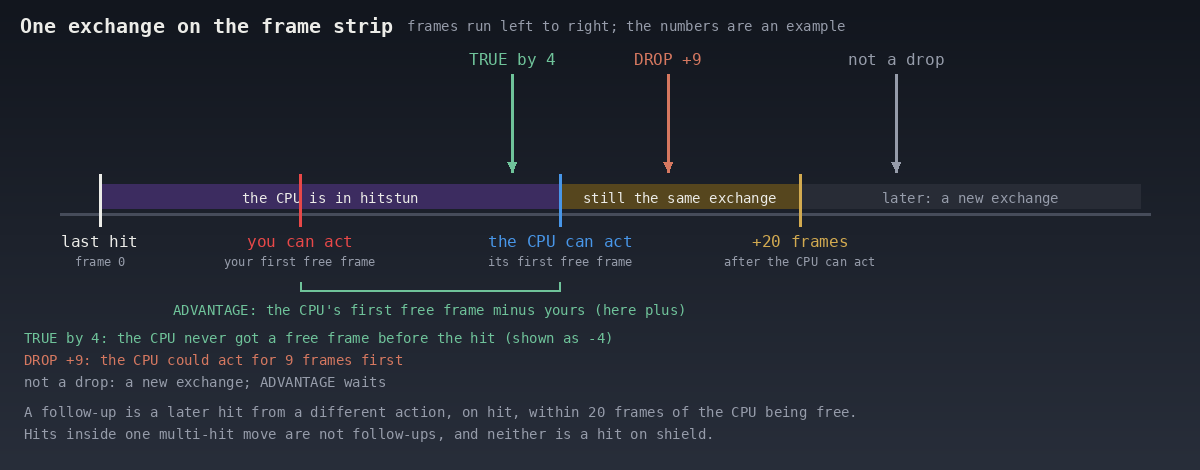 One exchange on the frame strip frames run left to right; the numbers are an example
TRUE by 4 DROP +9 not a drop
the CPU is in hitstun still the same exchange later: a new exchange
last hit you can act the CPU can act +20 frames
frame 0 your first free frame its first free frame after the CPU can act
ADVANTAGE: the CPU's first free frame minus yours (here plus)
TRUE by 4: the CPU never got a free frame before the hit (shown as -4)
DROP +9: the CPU could act for 9 frames first
not a drop: a new exchange; ADVANTAGE waits
A follow-up is a later hit from a different action, on hit, within 20 frames of the CPU being free.
Hits inside one multi-hit move are not follow-ups, and neither is a hit on shield.